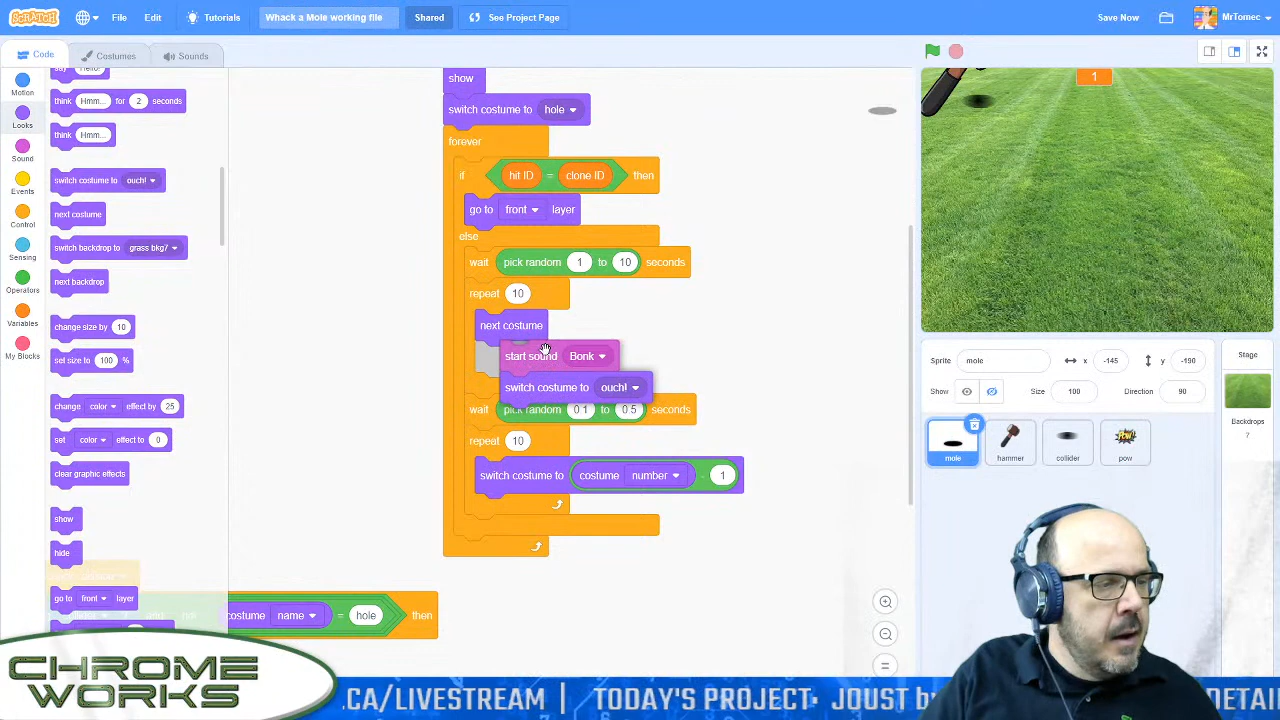 SCRATCH File Edit Tutorials Whack a Mole working file Shared See Project Page Save Now MrTomec
Code Costumes Sounds
Motion
Looks
Sound
Events
Control
Sensing
Operators
Variables
My Blocks
say Hello!
think Hmm... for 2 seconds
think Hmm...
switch costume to ouch!
next costume
switch backdrop to grass bkg7
next backdrop
change size by 10
set size to 100 %
change color effect by 25
set color effect to 0
clear graphic effects
show
hide
go to front layer
show
switch costume to hole
forever
if hit ID = clone ID then
go to front layer
else
wait pick random 1 to 10 seconds
repeat 10
next costume
start sound Bonk
switch costume to ouch!
wait pick random 0.1 to 0.5 seconds
repeat 10
switch costume to costume number - 1
costume name = hole then
1
Sprite mole x -145 y -190
Show Size 100 Direction 90
mole hammer collider pow
Stage
Backdrops
7
CHROME
WORKS
.CA/LIVESTREAM | TODAY'S PROJECT: JOUST DETAIL